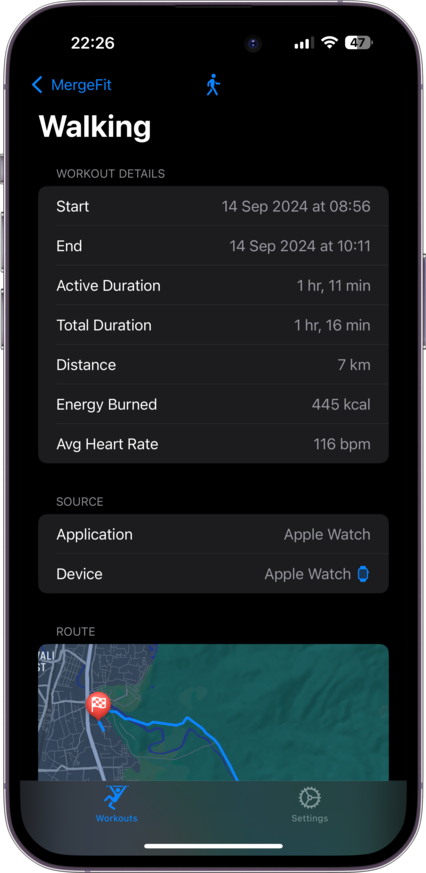 22:26
47
MergeFit
Walking
WORKOUT DETAILS
Start 14 Sep 2024 at 08:56
End 14 Sep 2024 at 10:11
Active Duration 1 hr, 11 min
Total Duration 1 hr, 16 min
Distance 7 km
Energy Burned 445 kcal
Avg Heart Rate 116 bpm
SOURCE
Application Apple Watch
Device Apple Watch
ROUTE
VALI
ST
Workouts
Settings